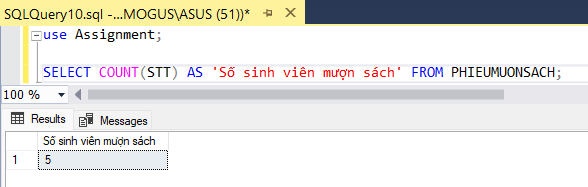 SQLQuery10.sql -...MOGUS\ASUS (51))*
use Assignment;
SELECT COUNT(STT) AS 'Số sinh viên mượn sách' FROM PHIEUMUONSACH;
100 %
Results Messages
Số sinh viên mượn sách
1 5